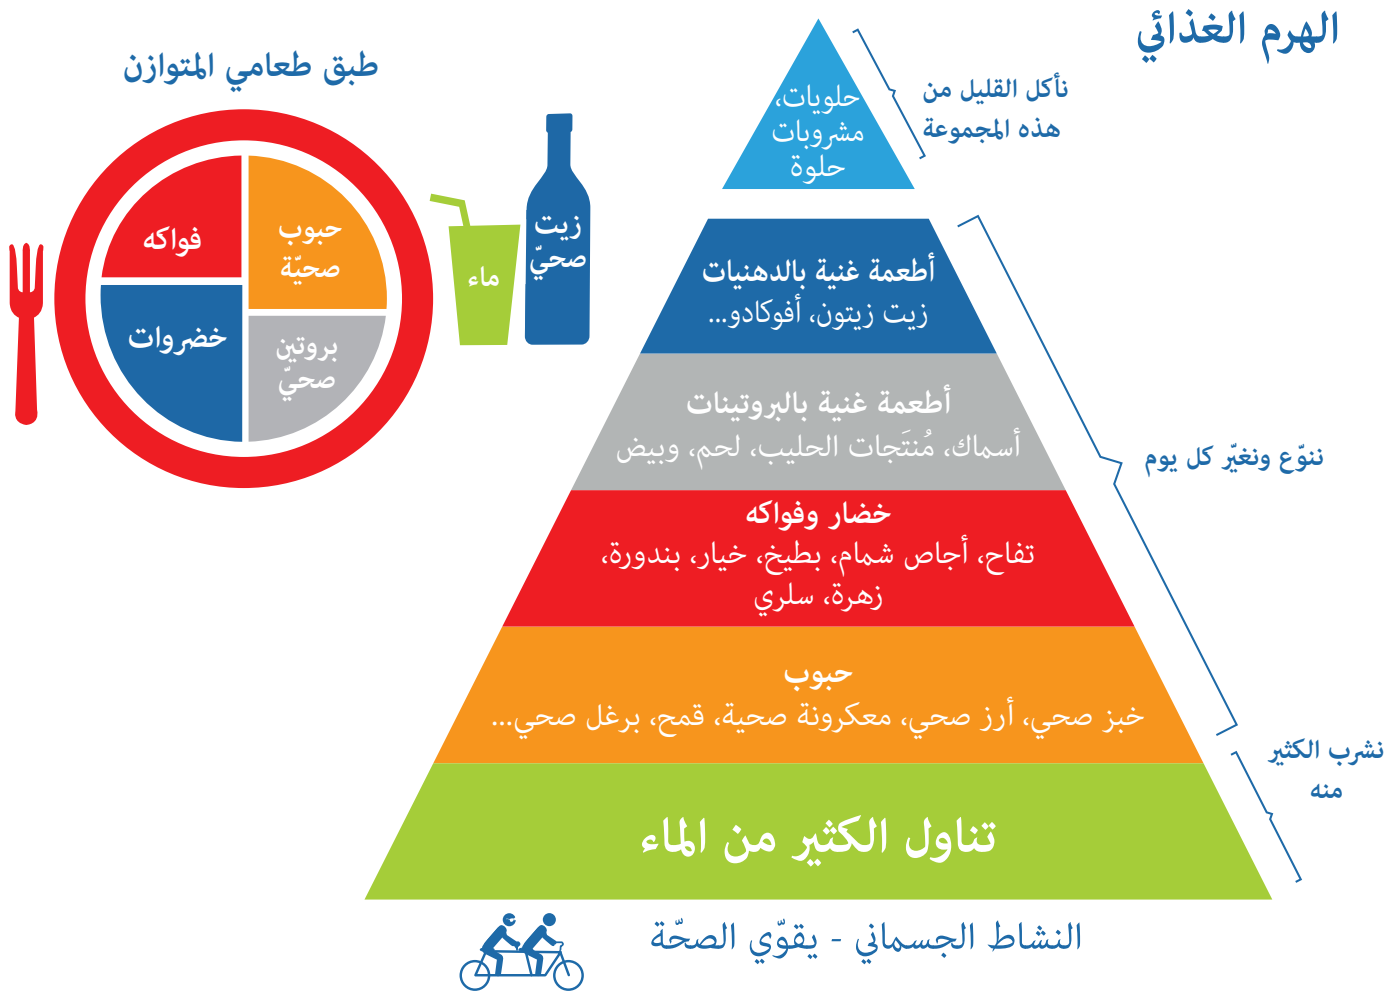 الهرم الغذائي
نأكل القليل من
هذه المجموعة
حلويات،
مشروبات
حلوة
أطعمة غنية بالدهنيات
زيت زيتون، أفوكادو...
أطعمة غنية بالبروتينات
أسماك، مُنتَجات الحليب، لحم، وبيض
ننوّع ونغيّر كل يوم
خضار وفواكه
تفاح، أجاص شمام، بطيخ، خيار، بندورة،
زهرة، سلري
حبوب
خبز صحي، أرز صحي، معكرونة صحية، قمح، برغل صحي...
نشرب الكثير
منه
تناول الكثير من الماء
النشاط الجسماني - يقوّي الصحّة
طبق طعامي المتوازن
حبوب
صحيّة
فواكه
خضروات
بروتين
صحيّ
ماء
زيت
صحيّ